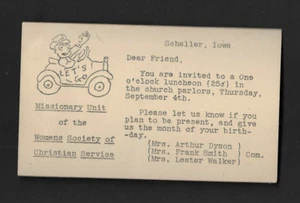 Schaller, Iowa
Dear Friend,
LET'S
GO
You are invited to a one
o'clock luncheon (25¢) in
the church parlors, Thursday,
September 4th.
Missionary Unit
of the
Womens Society of
Christian Service
Please let us know if you
plan to be present, and give
us the month of your birth-
-day.
(Mrs. Arthur Dyson )
(Mrs. Frank Smith ) Com.
(Mrs. Lester Walker)